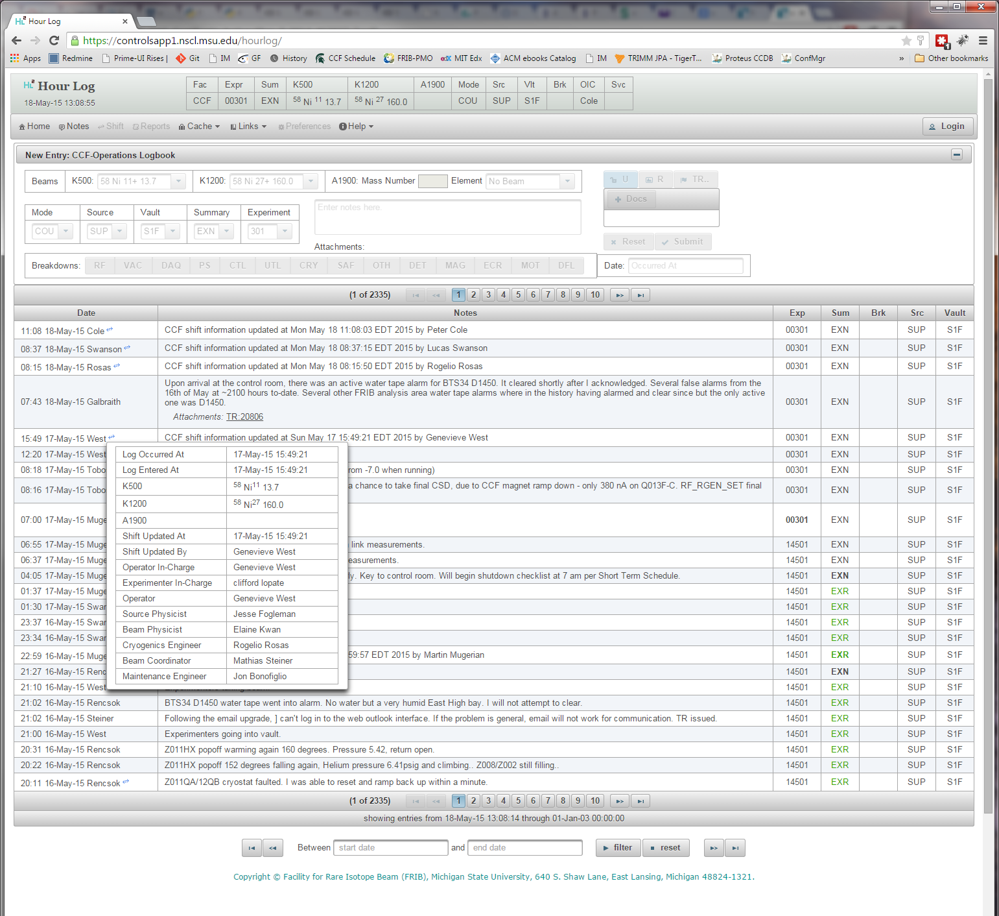 Hour Log
https://controlsapp1.nscl.msu.edu/hourlog/
Apps Redmine Prime-UI Rises | Git IM GF History CCF Schedule FRIB-PMO edX MIT Edx ACM ebooks Catalog IM TRIMM JPA - TigerT... Proteus CCDB ConfMgr » Other bookmarks
HL2 Hour Log
18-May-15 13:08:55
Fac Expr Sum K500 K1200 A1900 Mode Src Vlt Brk OIC Svc
CCF 00301 EXN 58 Ni 11 13.7 58 Ni 27 160.0 COU SUP S1F Cole
Home Notes Shift Reports Cache Links Preferences Help Login
New Entry: CCF-Operations Logbook
Beams K500: 58 Ni 11+ 13.7 K1200: 58 Ni 27+ 160.0 A1900: Mass Number Element No Beam U R TR..
Docs
Mode Source Vault Summary Experiment Enter notes here.
COU SUP S1F EXN 301
Attachments: Reset Submit
Breakdowns: RF VAC DAQ PS CTL UTL CRY SAF OTH DET MAG ECR MOT DFL Date: Occurred At
(1 of 2335) 1 2 3 4 5 6 7 8 9 10
Date Notes Exp Sum Brk Src Vault
11:08 18-May-15 Cole CCF shift information updated at Mon May 18 11:08:03 EDT 2015 by Peter Cole 00301 EXN SUP S1F
08:37 18-May-15 Swanson CCF shift information updated at Mon May 18 08:37:15 EDT 2015 by Lucas Swanson 00301 EXN SUP S1F
08:15 18-May-15 Rosas CCF shift information updated at Mon May 18 08:15:50 EDT 2015 by Rogelio Rosas 00301 EXN SUP S1F
Upon arrival at the control room, there was an active water tape alarm for BTS34 D1450. It cleared shortly after I acknowledged. Several false alarms from the
16th of May at ~2100 hours to-date. Several other FRIB analysis area water tape alarms where in the history having alarmed and clear since but the only active
one was D1450.
07:43 18-May-15 Galbraith 00301 EXN SUP S1F
Attachments: TR:20806
15:49 17-May-15 West CCF shift information updated at Sun May 17 15:49:21 EDT 2015 by Genevieve West 00301 EXN SUP S1F
12:20 17-May-15 West 00301 EXN SUP S1F
08:18 17-May-15 Tobo rom -7.0 when running) 00301 EXN SUP S1F
08:16 17-May-15 Tobo a chance to take final CSD, due to CCF magnet ramp down - only 380 nA on Q013F-C. RF_RGEN_SET final 00301 EXN SUP S1F
07:00 17-May-15 Muge 00301 EXN SUP S1F
06:55 17-May-15 Muge link measurements. 14501 EXN SUP S1F
06:37 17-May-15 Muge easurements. 14501 EXN SUP S1F
04:05 17-May-15 Muge ly. Key to control room. Will begin shutdown checklist at 7 am per Short Term Schedule. 14501 EXN SUP S1F
01:37 17-May-15 Muge 14501 EXR SUP S1F
01:30 17-May-15 Swar 14501 EXR SUP S1F
23:37 16-May-15 Swar 14501 EXR SUP S1F
23:34 16-May-15 Swar 14501 EXR SUP S1F
22:59 16-May-15 Muge 59:57 EDT 2015 by Martin Mugerian 14501 EXR SUP S1F
21:27 16-May-15 Renc 14501 EXN SUP S1F
21:10 16-May-15 West 14501 EXR SUP S1F
Log Occurred At 17-May-15 15:49:21
Log Entered At 17-May-15 15:49:21
K500 58 Ni11 13.7
K1200 58 Ni27 160.0
A1900
Shift Updated At 17-May-15 15:49:21
Shift Updated By Genevieve West
Operator In-Charge Genevieve West
Experimenter In-Charge clifford lopate
Operator Genevieve West
Source Physicist Jesse Fogleman
Beam Physicist Elaine Kwan
Cryogenics Engineer Rogelio Rosas
Beam Coordinator Mathias Steiner
Maintenance Engineer Jon Bonofiglio
21:02 16-May-15 Rencsok BTS34 D1450 water tape went into alarm. No water but a very humid East High bay. I will not attempt to clear. 14501 EXR SUP S1F
21:02 16-May-15 Steiner Following the email upgrade, ] can't log in to the web outlook interface. If the problem is general, email will not work for communication. TR issued. 14501 EXR SUP S1F
21:00 16-May-15 West Experimenters going into vault. 14501 EXR SUP S1F
20:31 16-May-15 Rencsok Z011HX popoff warming again 160 degrees. Pressure 5.42, return open. 14501 EXR SUP S1F
20:22 16-May-15 Rencsok Z011HX popoff 152 degrees falling again, Helium pressure 6.41psig and climbing.. Z008/Z002 still filling.. 14501 EXR SUP S1F
20:11 16-May-15 Rencsok Z011QA/12QB cryostat faulted. I was able to reset and ramp back up within a minute. 14501 EXR SUP S1F
(1 of 2335) 1 2 3 4 5 6 7 8 9 10
showing entries from 18-May-15 13:08:14 through 01-Jan-03 00:00:00
Between start date and end date filter reset
Copyright © Facility for Rare Isotope Beam (FRIB), Michigan State University, 640 S. Shaw Lane, East Lansing, Michigan 48824-1321.